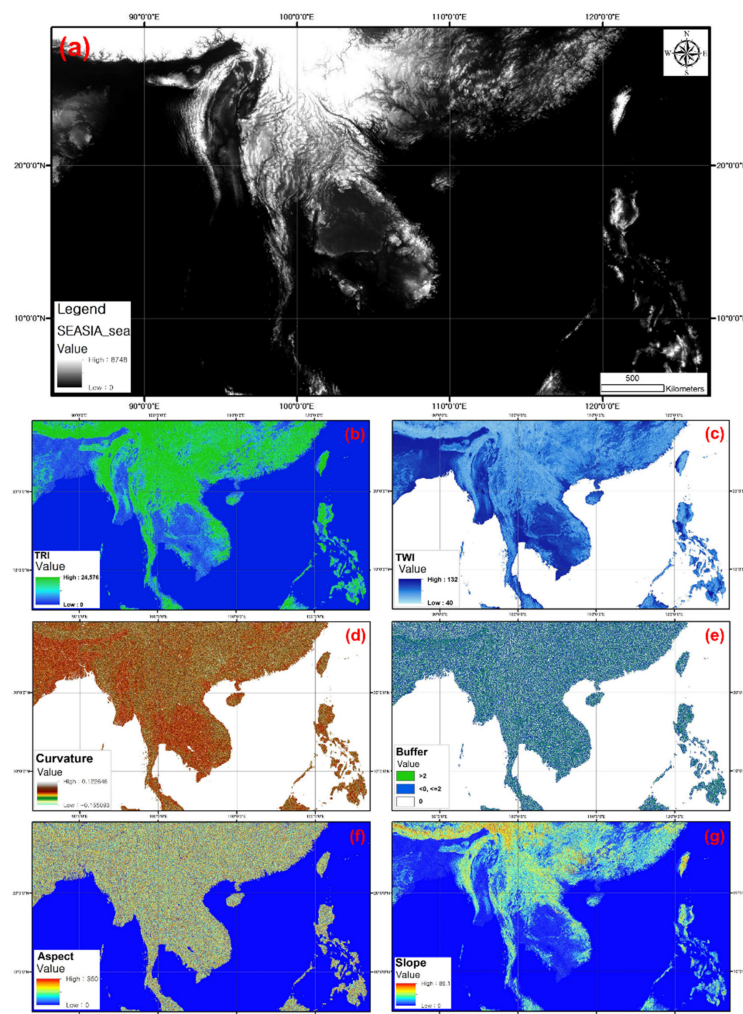 90°0'0"E 100°0'0"E 110°0'0"E 120°0'0"E
(a)
N
W E
S
20°0'0"N
20°0'0"N
10°0'0"N
10°0'0"N
Legend
SEASIA_sea
Value
High : 8748
Low : 0
500
Kilometers
90°0'0"E 100°0'0"E 110°0'0"E 120°0'0"E
(b)
TRI
Value
High : 24,576
Low : 0
(c)
TWI
Value
High : 132
Low : 40
(d)
Curvature
Value
High : 0.122646
(e)
Buffer
Value
>2
<0, <=2
0
(f)
Aspect
Value
High : 360
Low : 0
(g)
Slope
Value
High : 89.1
Low : 0